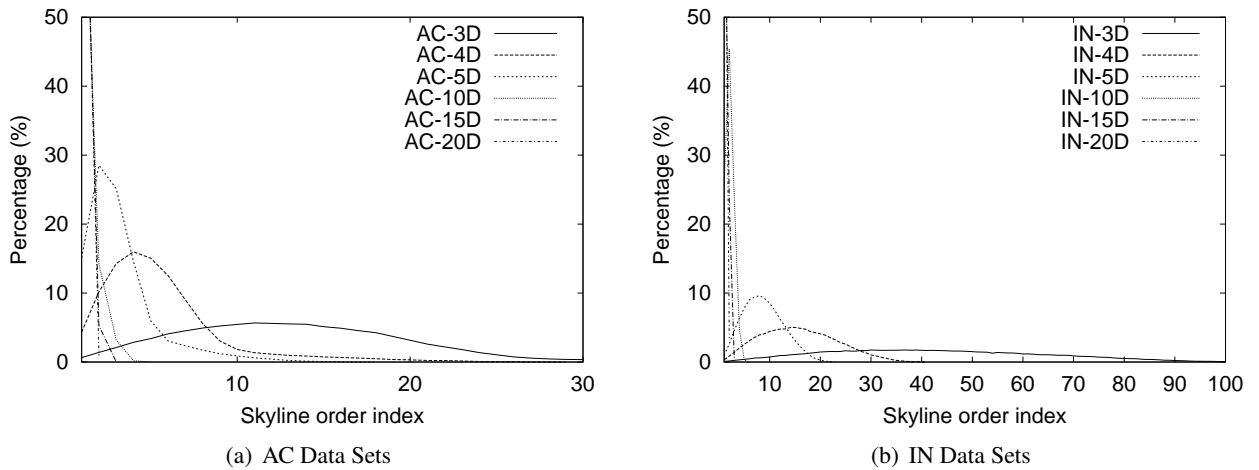 50
40
30
20
10
0
Percentage (%)
AC-3D
AC-4D
AC-5D
AC-10D
AC-15D
AC-20D
10 20 30
Skyline order index
(a) AC Data Sets
50
40
30
20
10
0
Percentage (%)
IN-3D
IN-4D
IN-5D
IN-10D
IN-15D
IN-20D
10 20 30 40 50 60 70 80 90 100
Skyline order index
(b) IN Data Sets